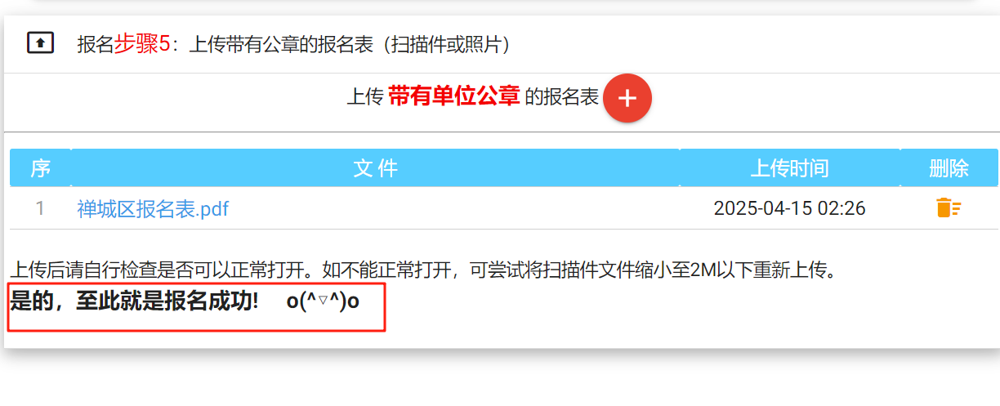 报名步骤5：上传带有公章的报名表（扫描件或照片）
上传 带有单位公章 的报名表
序 文 件 上传时间 删除
1 禅城区报名表.pdf 2025-04-15 02:26
上传后请自行检查是否可以正常打开。如不能正常打开，可尝试将扫描件文件缩小至2M以下重新上传。
是的，至此就是报名成功! o(^▽^)o